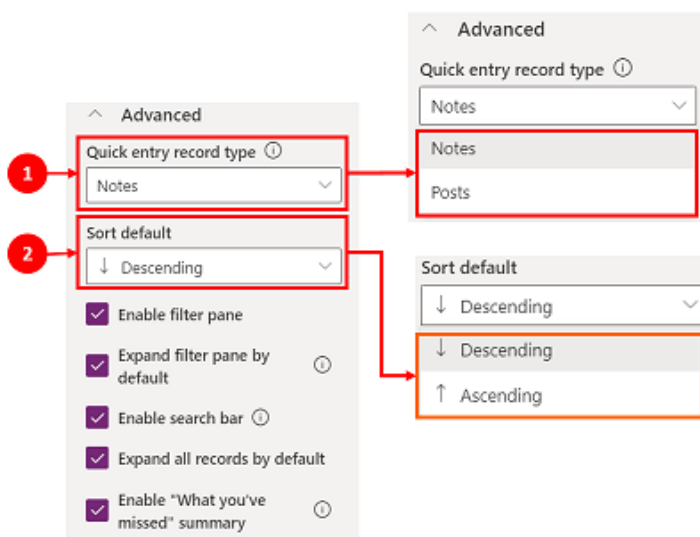 Advanced
Quick entry record type
Notes
Sort default
Descending
Enable filter pane
Expand filter pane by
default
Enable search bar
Expand all records by default
Enable "What you've
missed" summary
1
2
Advanced
Quick entry record type
Notes
Notes
Posts
Sort default
Descending
Descending
Ascending